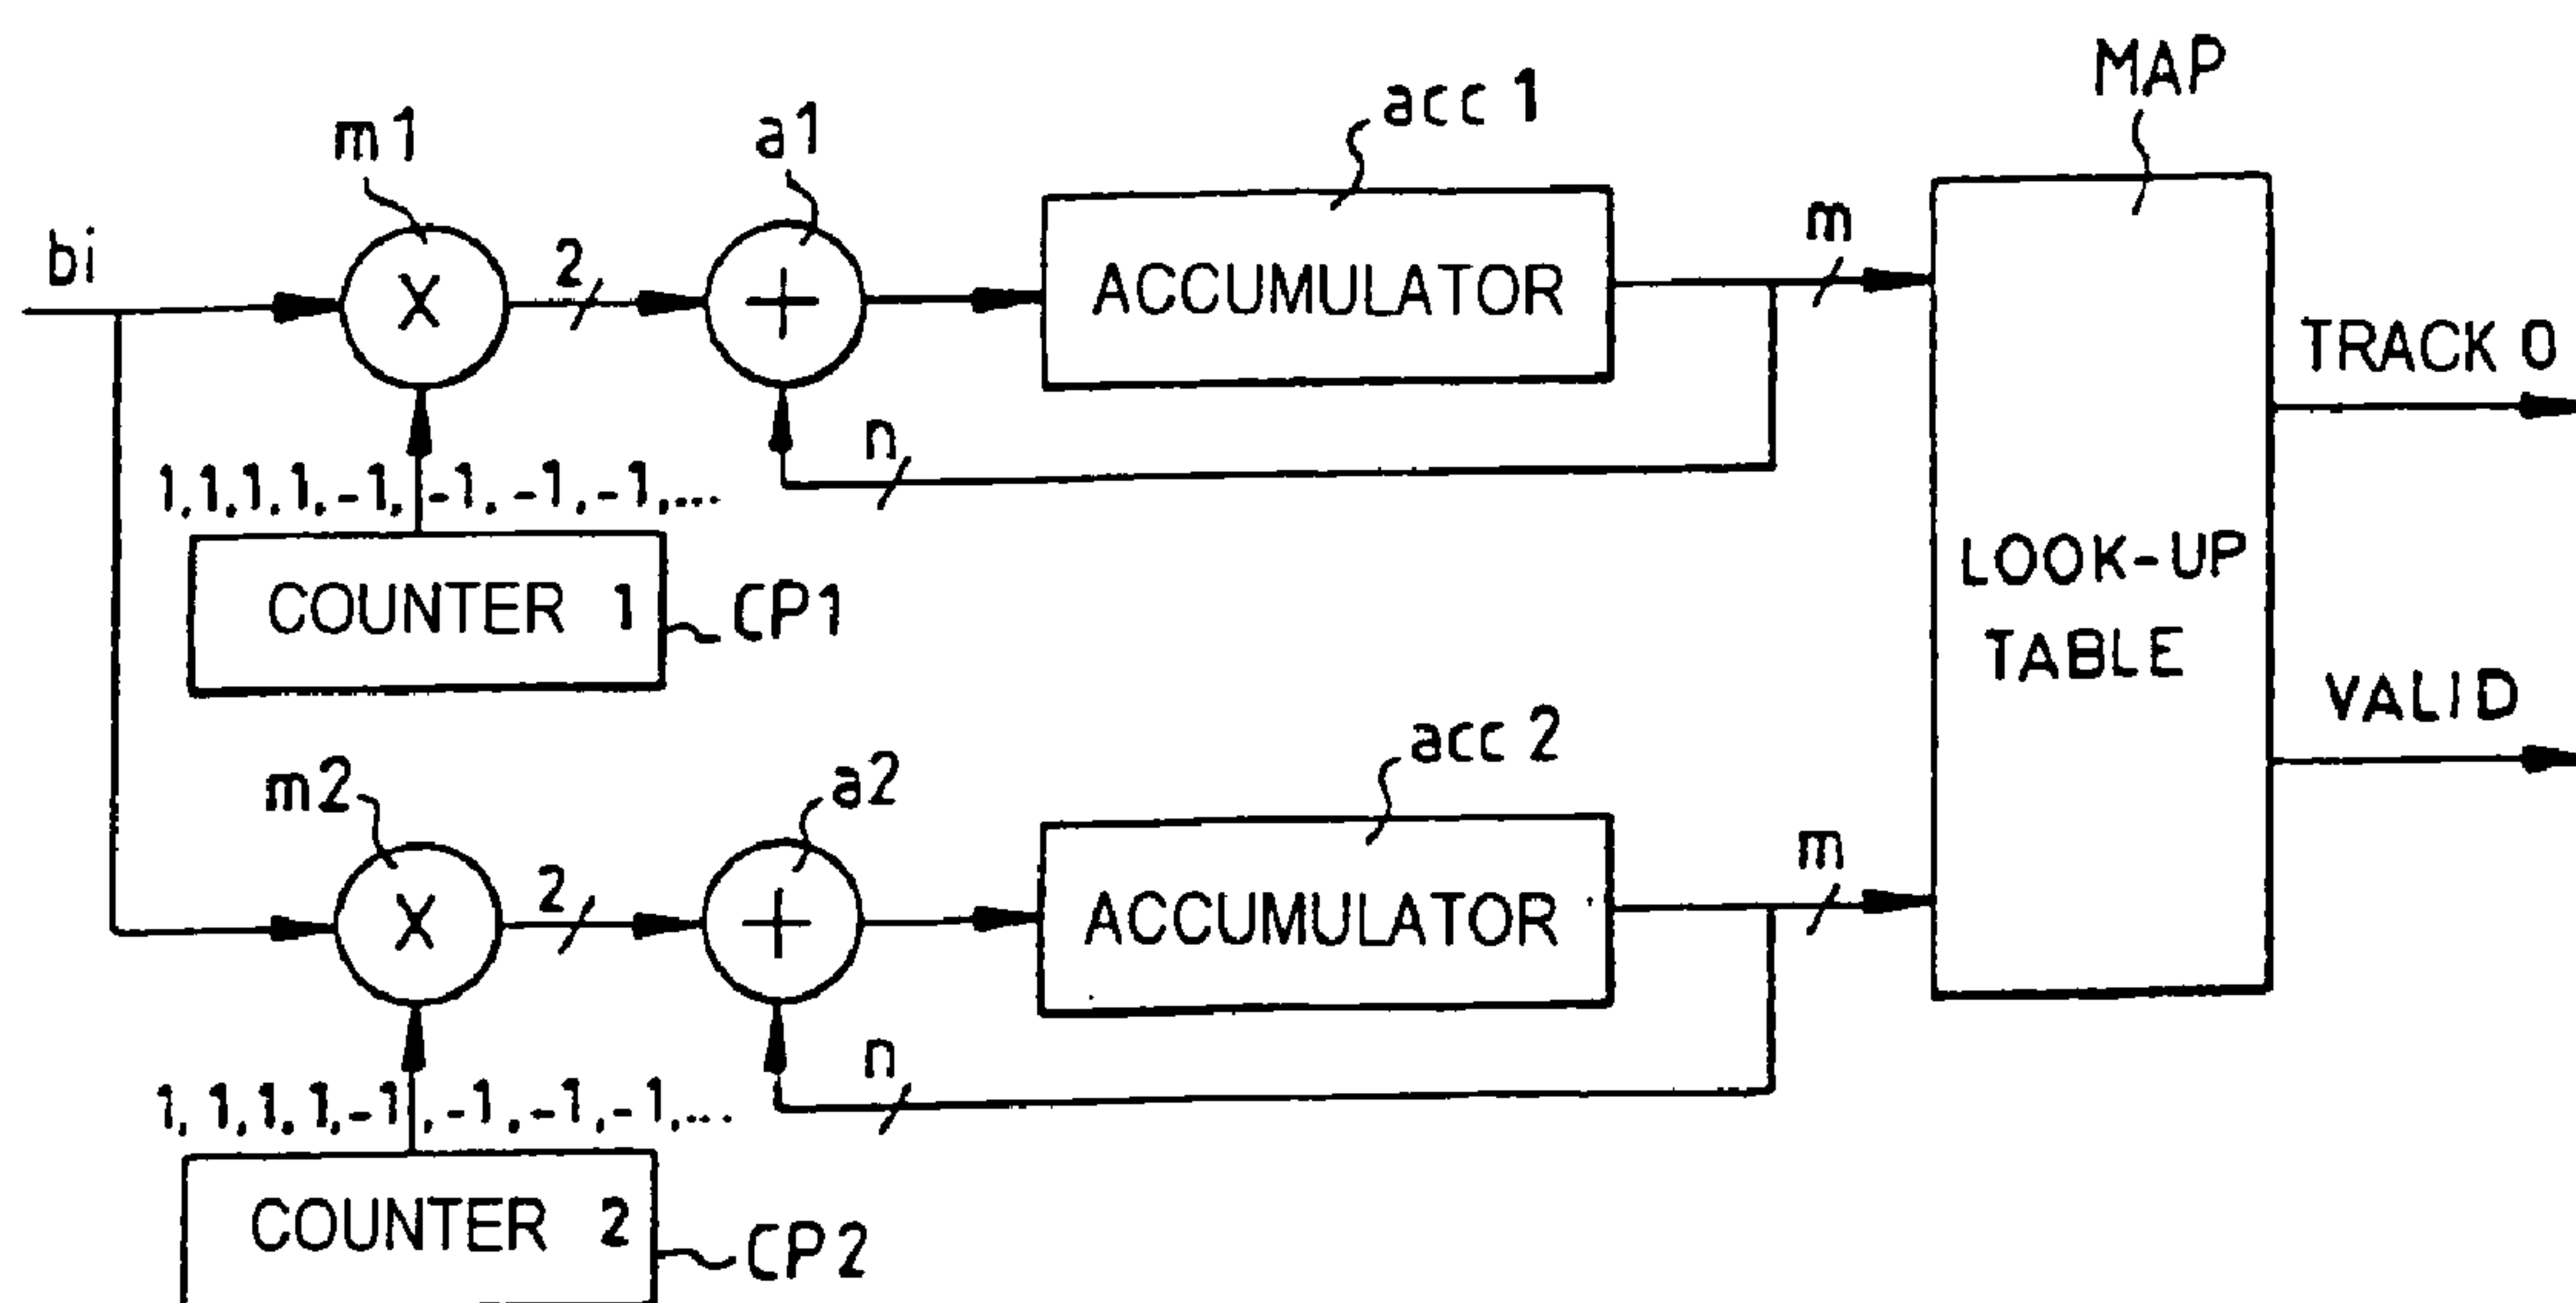 MAP
acc 1
m1
a1
m
bi
2
X
+
ACCUMULATOR
TRACK 0
n
1,1,1,1,-1,-1,-1,-1,...
COUNTER 1
CP1
LOOK-UP
TABLE
VALID
acc 2
m2
a2
m
2
X
+
ACCUMULATOR
n
1,1,1,1,-1,-1,-1,-1,...
COUNTER 2
CP2